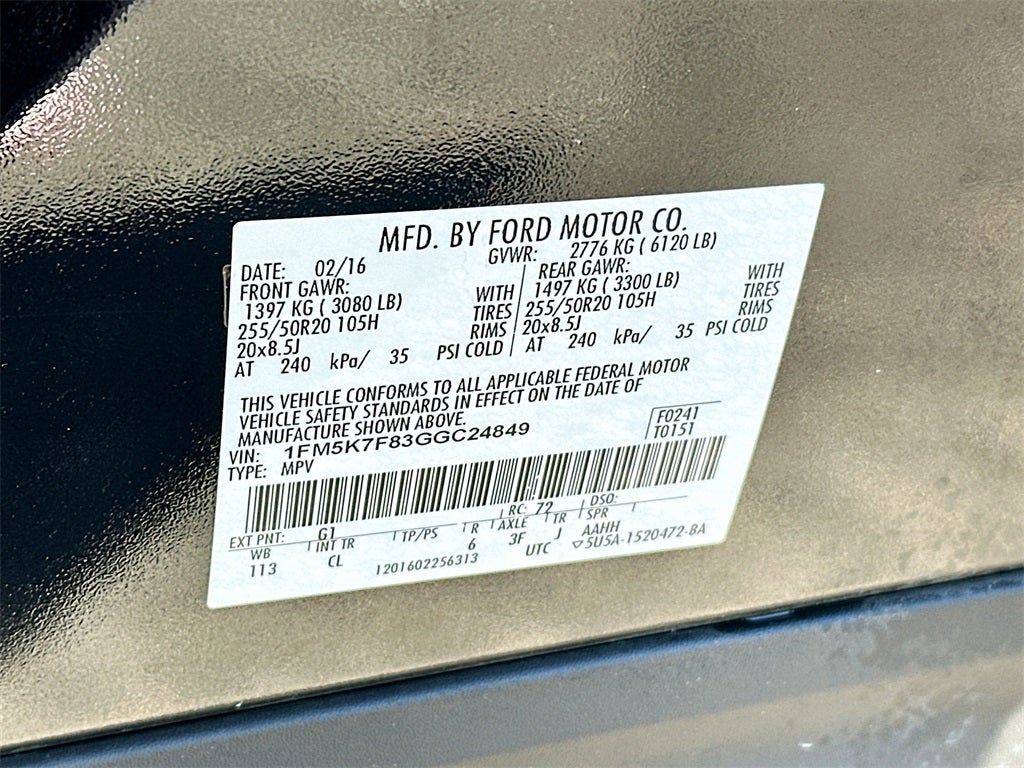 MFD. BY FORD MOTOR CO.
DATE: 02/16 GVWR: 2776 KG ( 6120 LB)
FRONT GAWR: REAR GAWR:
1397 KG ( 3080 LB) WITH 1497 KG ( 3300 LB) WITH
255/50R20 105H TIRES 255/50R20 105H TIRES
20x8.5J RIMS 20x8.5J RIMS
AT 240 kPa/ 35 PSI COLD AT 240 kPa/ 35 PSI COLD
THIS VEHICLE CONFORMS TO ALL APPLICABLE FEDERAL MOTOR
VEHICLE SAFETY STANDARDS IN EFFECT ON THE DATE OF
MANUFACTURE SHOWN ABOVE.
VIN: 1FM5K7F83GGC24849 F0241
TYPE: MPV T0151
EXT PNT: G1 RC: 72 DSO:
WB INT TR TP/PS R AXLE TR SPR
113 CL 6 3F J AAHH
1201602256313 UTC ▽5U5A-1520472-BA